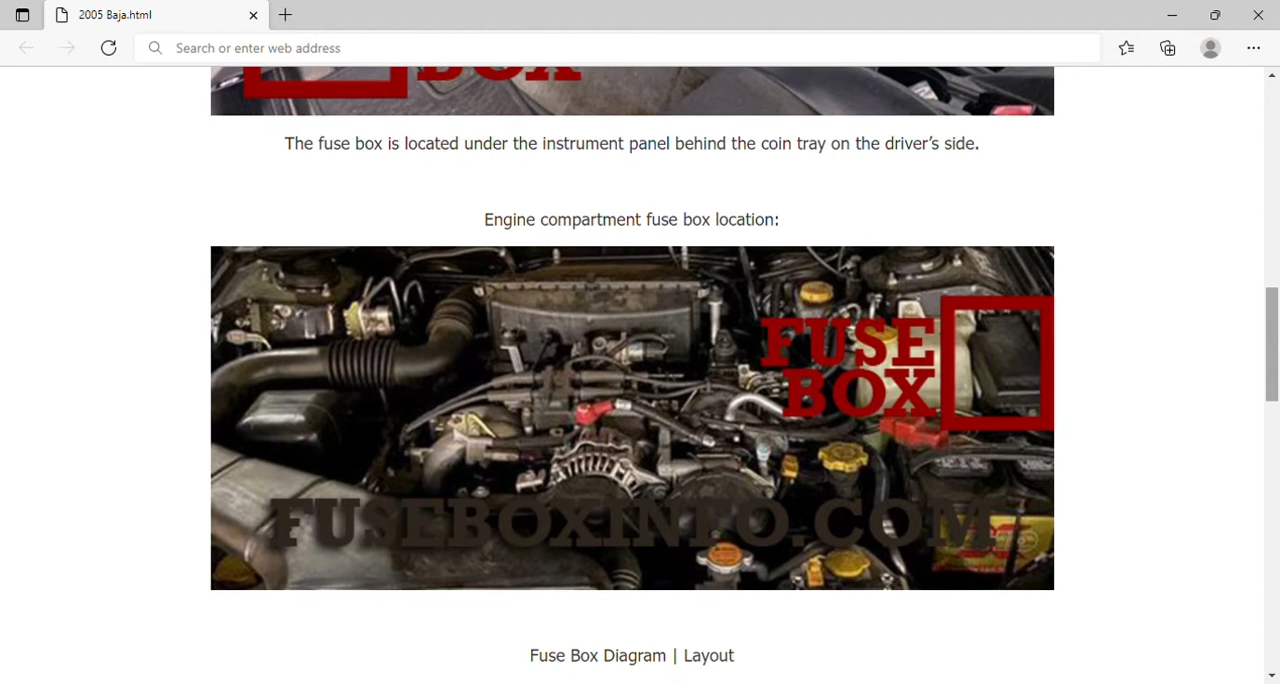 2005 Baja.html
Search or enter web address
BOX
The fuse box is located under the instrument panel behind the coin tray on the driver’s side.
Engine compartment fuse box location:
FUSE
BOX
FUSEBOXINFO.COM
Fuse Box Diagram | Layout